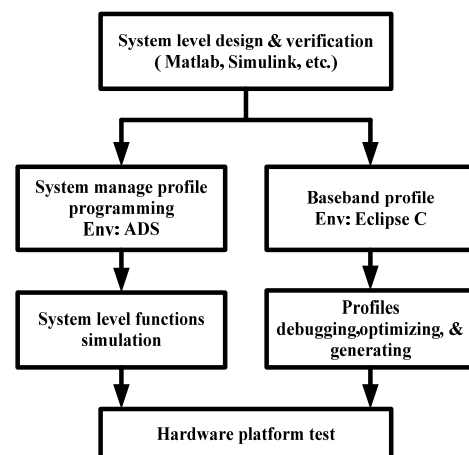 System level design & verification
( Matlab, Simulink, etc.)
System manage profile
programming
Env: ADS
Baseband profile
Env: Eclipse C
System level functions
simulation
Profiles
debugging,optimizing, &
generating
Hardware platform test